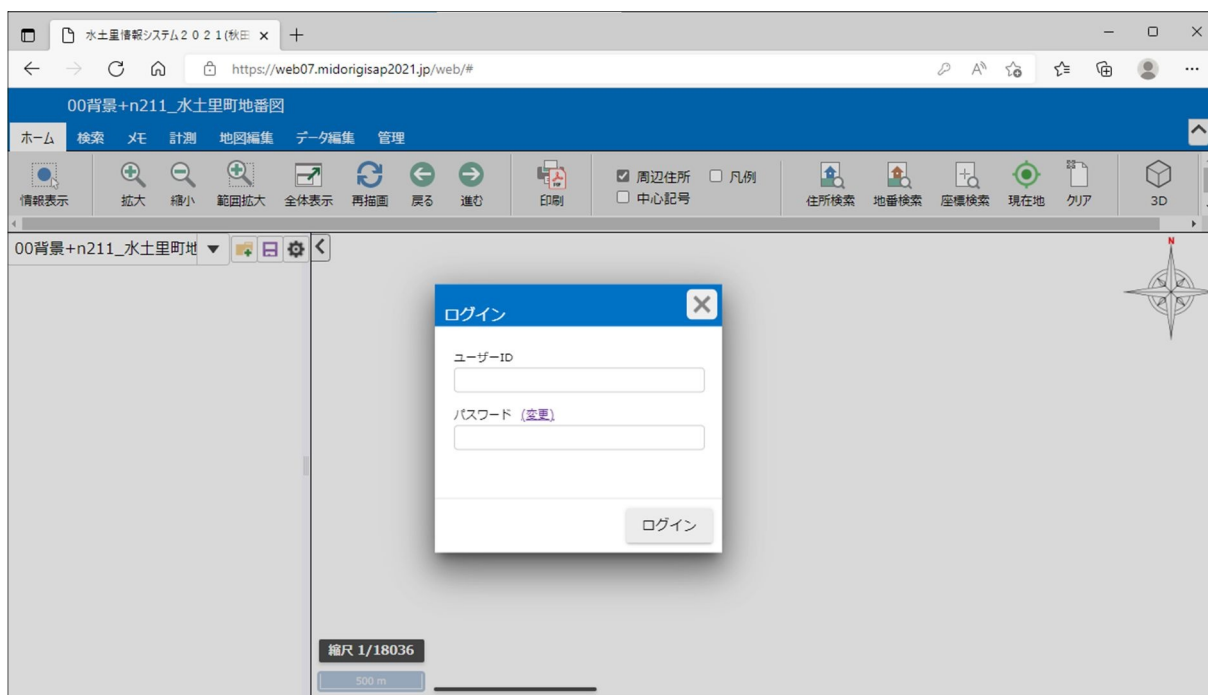 水土里情報システム2021(秋田
https://web07.midorigisap2021.jp/web/#
00背景+n211_水土里町地番図
ホーム 検索 メモ 計測 地図編集 データ編集 管理
情報表示 拡大 縮小 範囲拡大 全体表示 再描画 戻る 進む 印刷
周辺住所 凡例
中心記号
住所検索 地番検索 座標検索 現在地 クリア 3D
00背景+n211_水土里町地
N
ログイン
ユーザーID
パスワード (変更)
ログイン
縮尺 1/18036
500 m